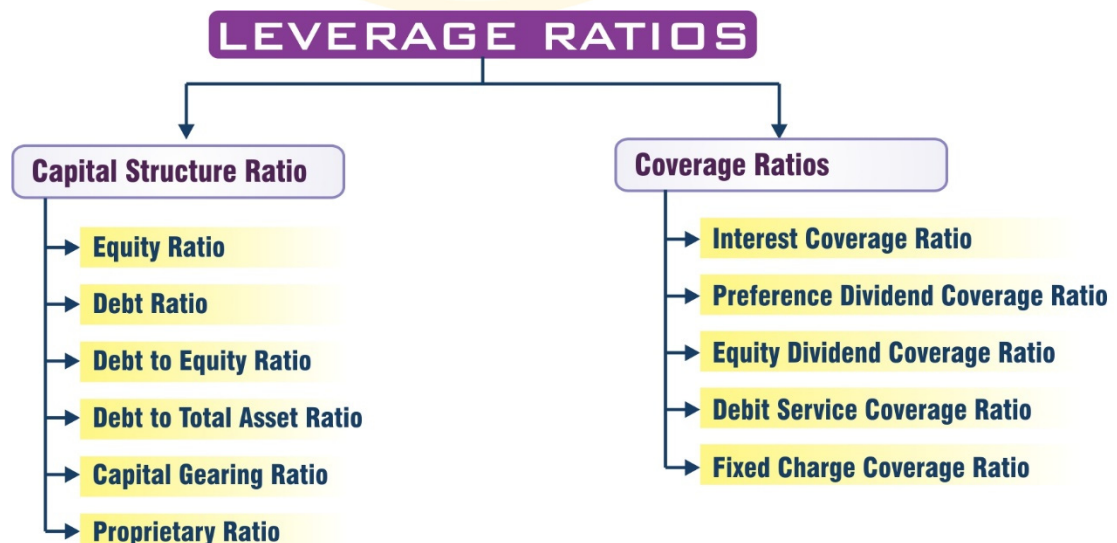 LEVERAGE RATIOS
Capital Structure Ratio
Equity Ratio
Debt Ratio
Debt to Equity Ratio
Debt to Total Asset Ratio
Capital Gearing Ratio
Proprietary Ratio
Coverage Ratios
Interest Coverage Ratio
Preference Dividend Coverage Ratio
Equity Dividend Coverage Ratio
Debit Service Coverage Ratio
Fixed Charge Coverage Ratio